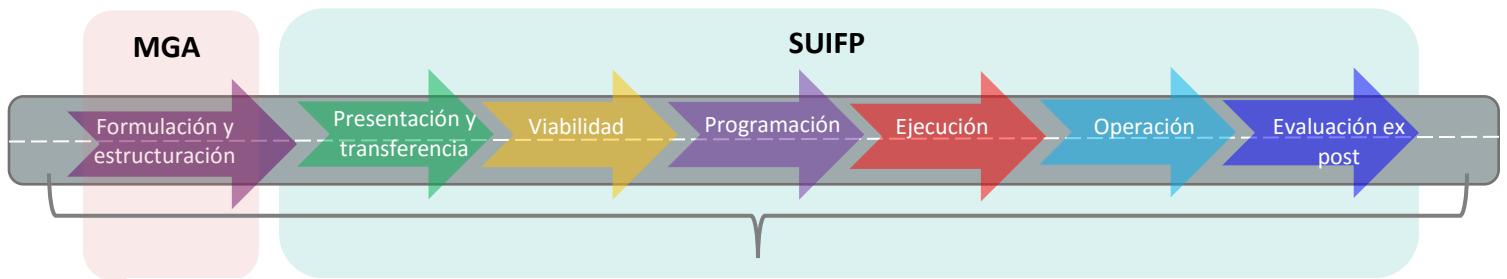 MGA
SUIFP
Formulación y
estructuración
Presentación y
transferencia
Viabilidad
Programación
Ejecución
Operación
Evaluación ex
post